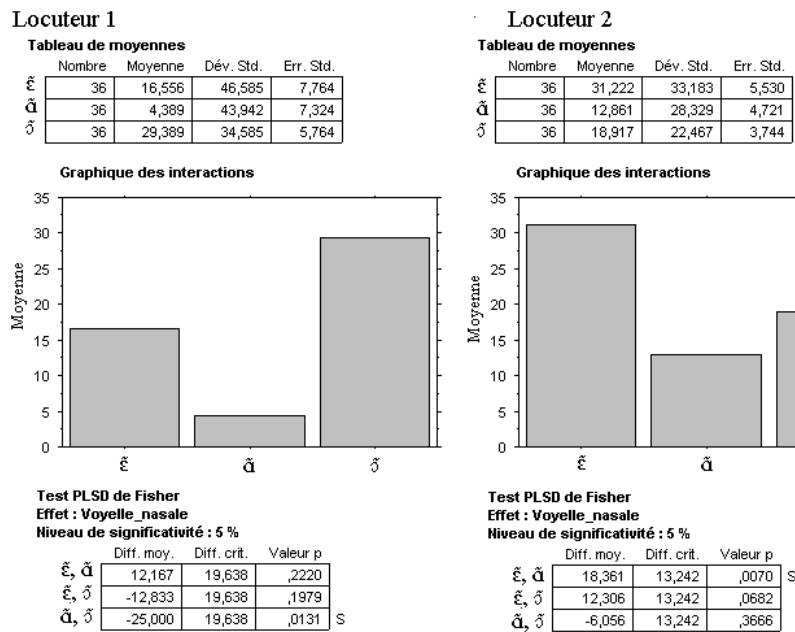 Locuteur 1
Tableau de moyennes
Nombre Moyenne Dév. Std. Err. Std.
ɛ̃ 36 16,556 46,585 7,764
ɑ̃ 36 4,389 43,942 7,324
ɔ̃ 36 29,389 34,585 5,764
Graphique des interactions
35
30
25
20
15
10
5
0
Moyenne
ɛ̃ ɑ̃ ɔ̃
Test PLSD de Fisher
Effet : Voyelle_nasale
Niveau de significativité : 5 %
Diff. moy. Diff. crit. Valeur p
ɛ̃, ɑ̃ 12,167 19,638 ,2220
ɛ̃, ɔ̃ -12,833 19,638 ,1979
ɑ̃, ɔ̃ -25,000 19,638 ,0131 S
Locuteur 2
Tableau de moyennes
Nombre Moyenne Dév. Std. Err. Std.
ɛ̃ 36 31,222 33,183 5,530
ɑ̃ 36 12,861 28,329 4,721
ɔ̃ 36 18,917 22,467 3,744
Graphique des interactions
35
30
25
20
15
10
5
0
Moyenne
ɛ̃ ɑ̃
Test PLSD de Fisher
Effet : Voyelle_nasale
Niveau de significativité : 5 %
Diff. moy. Diff. crit. Valeur p
ɛ̃, ɑ̃ 18,361 13,242 ,0070 S
ɛ̃, ɔ̃ 12,306 13,242 ,0682
ɑ̃, ɔ̃ -6,056 13,242 ,3666